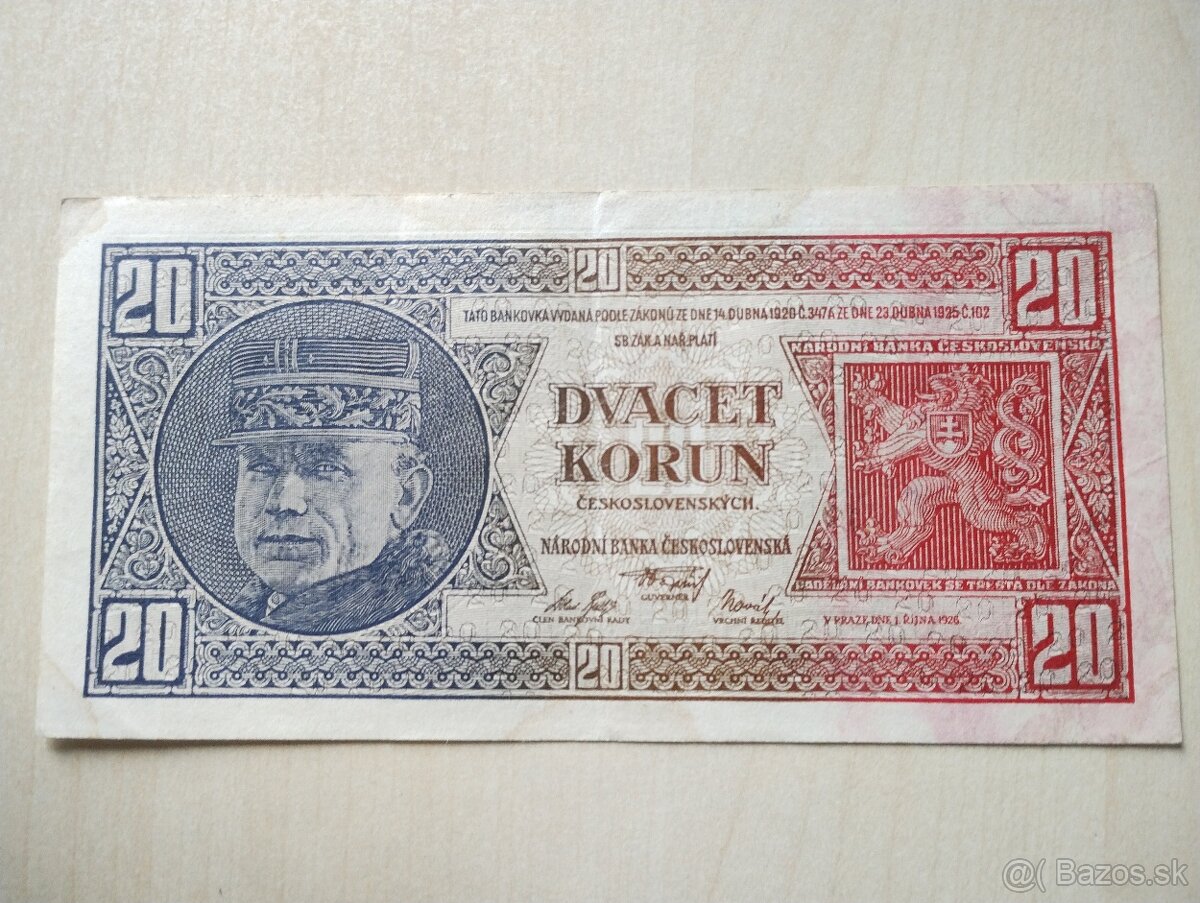 20
20
20
TATO BANKOVKA VYDANÁ PODLE ZÁKONŮ ZE DNE 14. DUBNA 1920 Č. 347 A ZE DNE 23. DUBNA 1925 Č. 102
SB. ZÁK. A NAŘ. PLATÍ
NÁRODNÍ BANKA ČESKOSLOVENSKÁ
DVACET
KORUN
ČESKOSLOVENSKÝCH.
NÁRODNÍ BANKA ČESKOSLOVENSKÁ
GUVERNER
PADĚLÁNÍ BANKOVEK SE TRESTÁ DLE ZÁKONA
ČLEN BANKOVNÍ RADY
VRCHNÍ ŘEDITEL
V PRAZE, DNE 1. ŘÍJNA 1926.
20
20
20
@( Bazos.sk